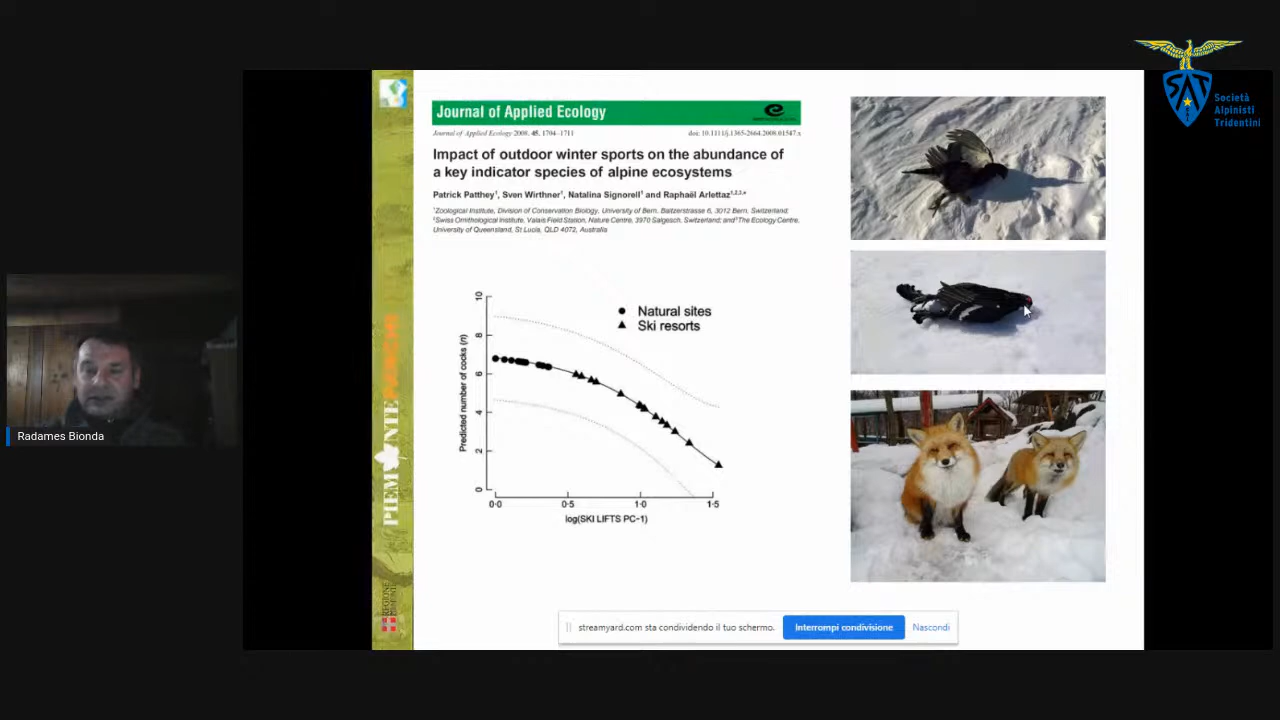 Società
Alpinisti
Tridentini
SAT
Journal of Applied Ecology
Journal of Applied Ecology 2008, 45, 1704–1711
doi: 10.1111/j.1365-2664.2008.01547.x
Impact of outdoor winter sports on the abundance of
a key indicator species of alpine ecosystems
Patrick Patthey¹, Sven Wirthner¹, Natalina Signorell¹ and Raphaël Arlettaz¹,²,³,*
¹Zoological Institute, Division of Conservation Biology, University of Bern, Baltzerstrasse 6, 3012 Bern, Switzerland;
²Swiss Ornithological Institute, Valais Field Station, Nature Centre, 3970 Salgesch, Switzerland; and ³The Ecology Centre,
University of Queensland, St Lucia, QLD 4072, Australia
Natural sites
Ski resorts
Predicted number of cocks (n)
10
8
6
4
2
0
0·0 0·5 1·0 1·5
log(SKI LIFTS PC−1)
PIEMONTE PARCHI
REGIONE
Radames Bionda
streamyard.com sta condividendo il tuo schermo.
Interrompi condivisione
Nascondi